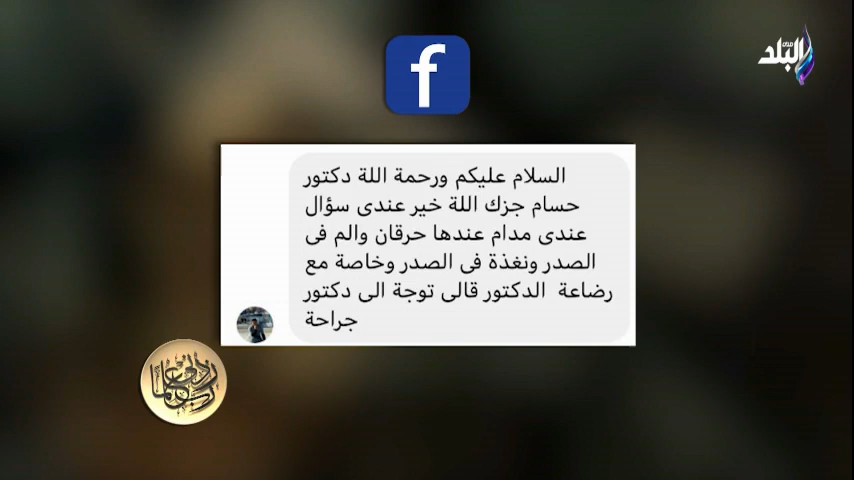 صدى
البلد
f
السلام عليكم ورحمة اللة دكتور
حسام جزك اللة خير عندى سؤال
عندى مدام عندها حرقان والم فى
الصدر ونغذة فى الصدر وخاصة مع
رضاعة الدكتور قالى توجة الى دكتور
جراحة